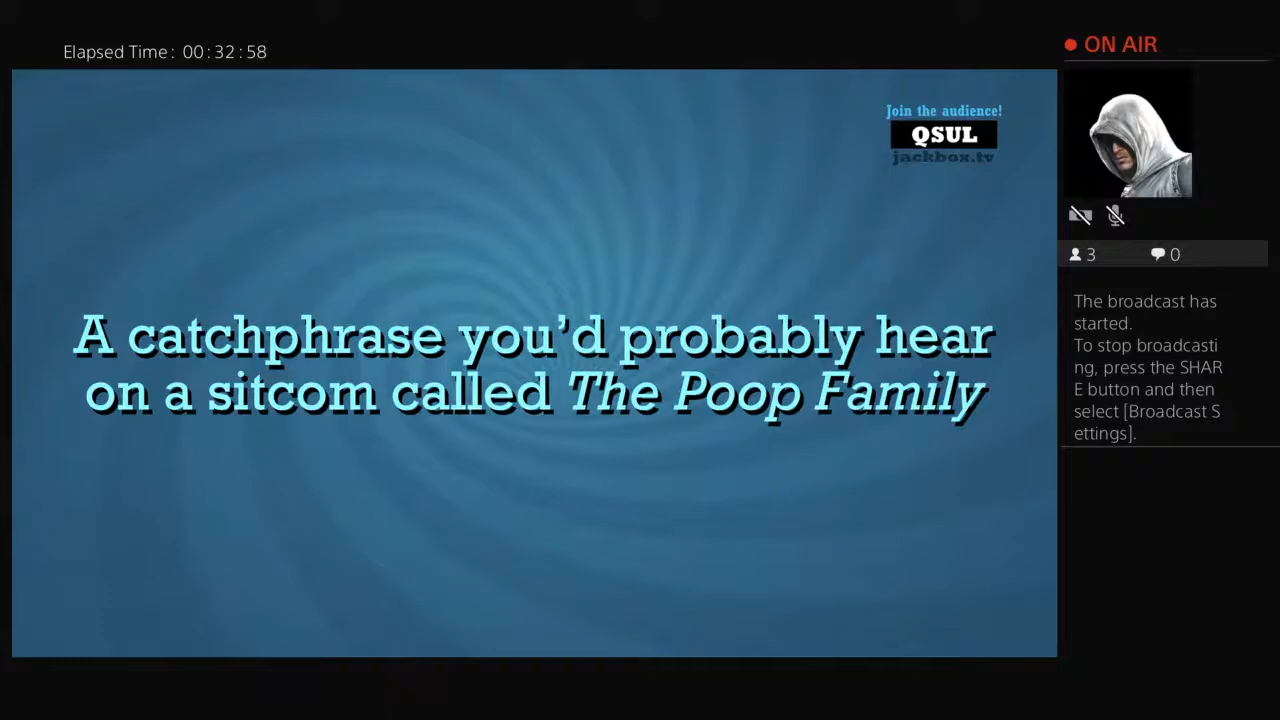 Elapsed Time: 00:32:58
ON AIR
Join the audience!
QSUL
jackbox.tv
A catchphrase you’d probably hear
on a sitcom called The Poop Family
3
0
The broadcast has
started.
To stop broadcasti
ng, press the SHAR
E button and then
select [Broadcast S
ettings].